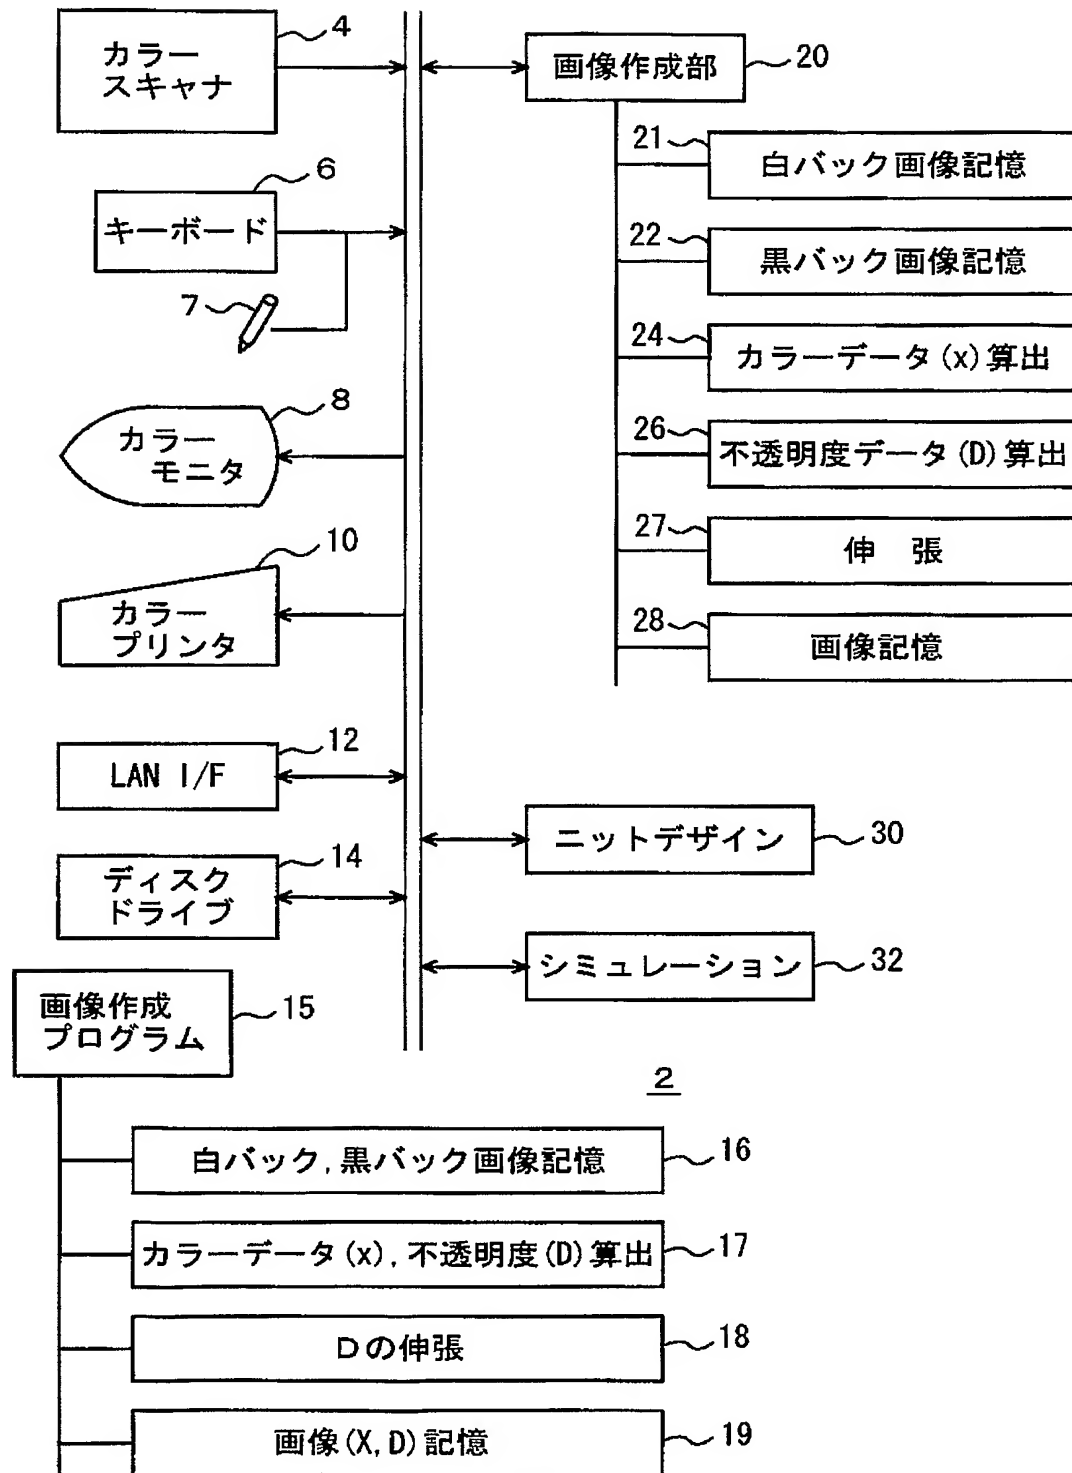 4
カラー
スキャナ
6
キーボード
7
8
カラー
モニタ
10
カラー
プリンタ
12
LAN I/F
14
ディスク
ドライブ
画像作成部
20
21
白バック画像記憶
22
黒バック画像記憶
24
カラーデータ(x)算出
26
不透明度データ(D)算出
27
伸 張
28
画像記憶
ニットデザイン
30
シミュレーション
32
2
画像作成
プログラム
15
白バック,黒バック画像記憶
16
カラーデータ(x),不透明度(D)算出
17
Dの伸張
18
画像(X,D)記憶
19